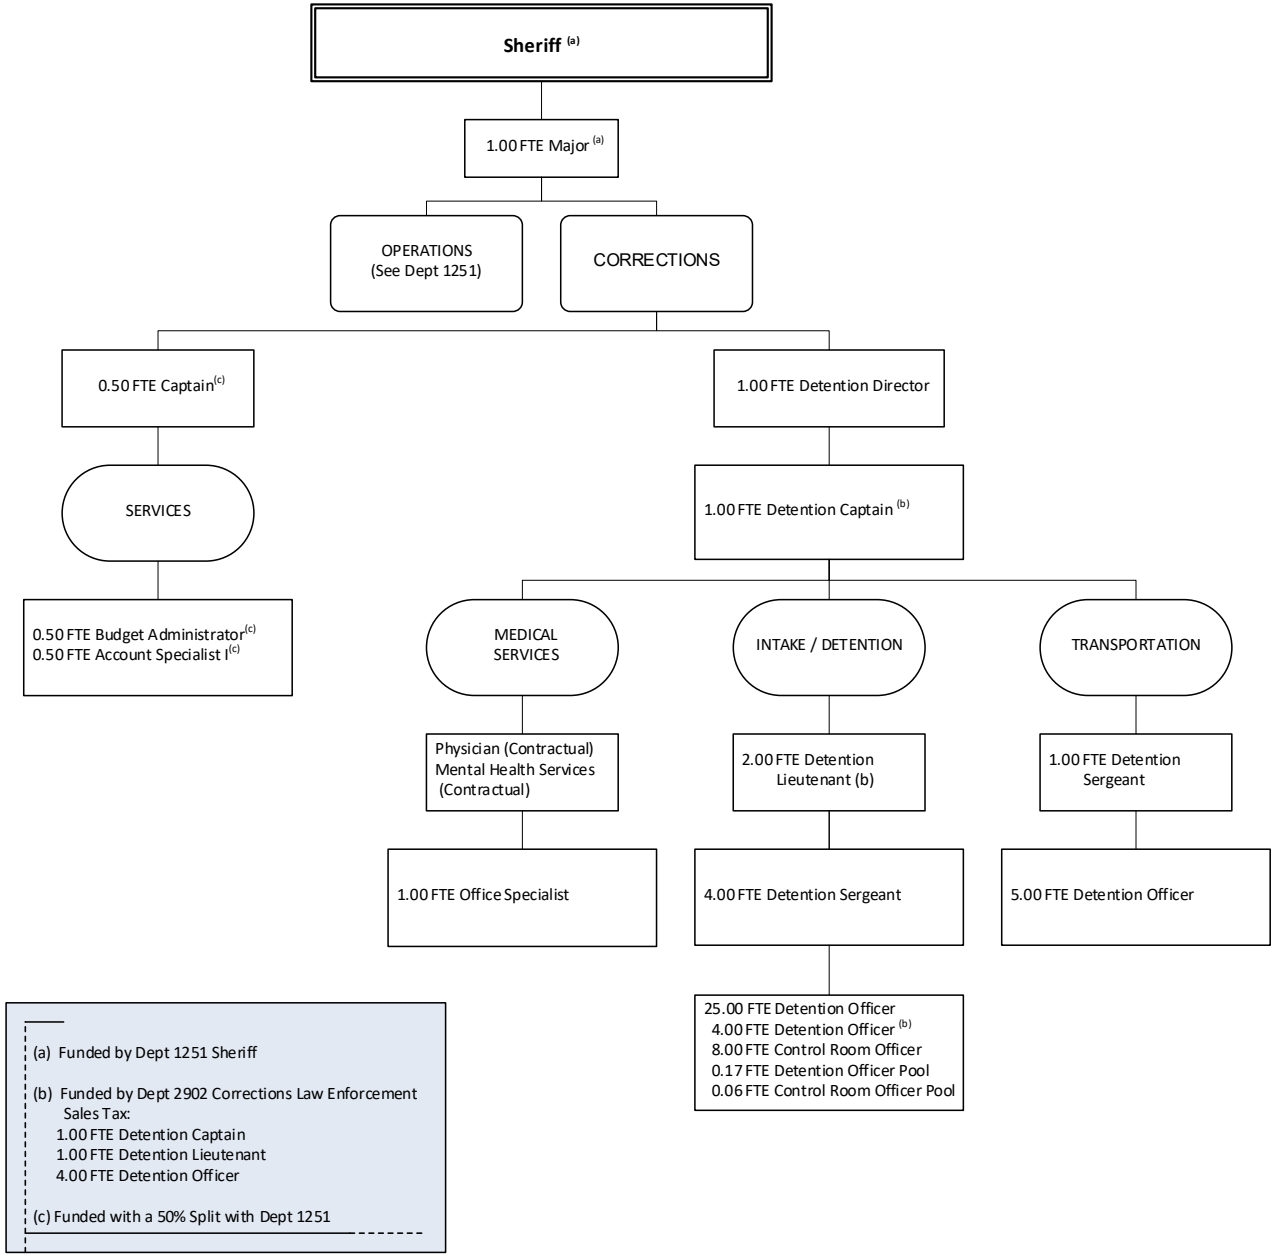 Sheriff (a)
1.00 FTE Major (a)
OPERATIONS
(See Dept 1251)
CORRECTIONS
0.50 FTE Captain(c)
1.00 FTE Detention Director
SERVICES
1.00 FTE Detention Captain (b)
0.50 FTE Budget Administrator(c)
0.50 FTE Account Specialist I(c)
MEDICAL
SERVICES
INTAKE / DETENTION
TRANSPORTATION
Physician (Contractual)
Mental Health Services
(Contractual)
2.00 FTE Detention
Lieutenant (b)
1.00 FTE Detention
Sergeant
1.00 FTE Office Specialist
4.00 FTE Detention Sergeant
5.00 FTE Detention Officer
25.00 FTE Detention Officer
4.00 FTE Detention Officer (b)
8.00 FTE Control Room Officer
0.17 FTE Detention Officer Pool
0.06 FTE Control Room Officer Pool
(a) Funded by Dept 1251 Sheriff
(b) Funded by Dept 2902 Corrections Law Enforcement
Sales Tax:
1.00 FTE Detention Captain
1.00 FTE Detention Lieutenant
4.00 FTE Detention Officer
(c) Funded with a 50% Split with Dept 1251